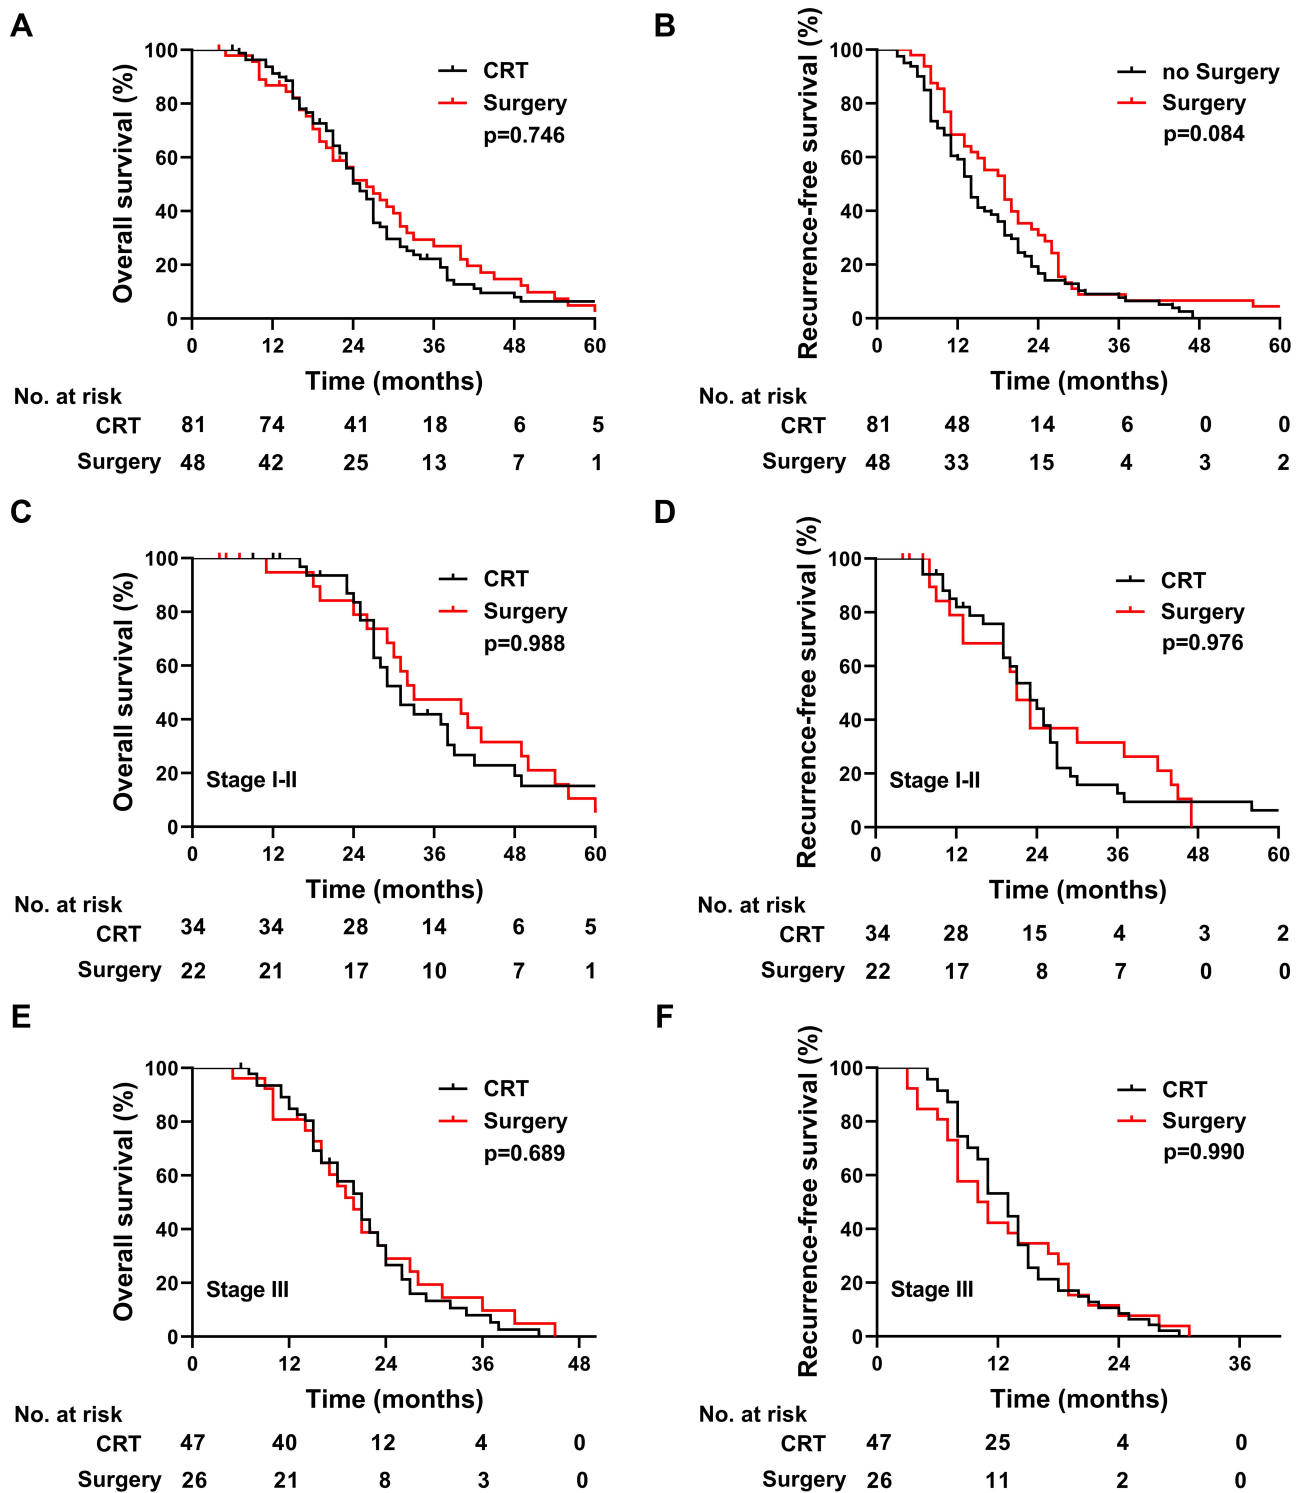 A
Overall survival (%)
100
80
60
40
20
0
0 12 24 36 48 60
Time (months)
CRT
Surgery
p=0.746
No. at risk
CRT 81 74 41 18 6 5
Surgery 48 42 25 13 7 1
B
Recurrence-free survival (%)
100
80
60
40
20
0
0 12 24 36 48 60
Time (months)
no Surgery
Surgery
p=0.084
No. at risk
CRT 81 48 14 6 0 0
Surgery 48 33 15 4 3 2
C
Overall survival (%)
100
80
60
40
20
0
0 12 24 36 48 60
Time (months)
CRT
Surgery
p=0.988
Stage I-II
No. at risk
CRT 34 34 28 14 6 5
Surgery 22 21 17 10 7 1
D
Recurrence-free survival (%)
100
80
60
40
20
0
0 12 24 36 48 60
Time (months)
CRT
Surgery
p=0.976
Stage I-II
No. at risk
CRT 34 28 15 4 3 2
Surgery 22 17 8 7 0 0
E
Overall survival (%)
100
80
60
40
20
0
0 12 24 36 48
Time (months)
CRT
Surgery
p=0.689
Stage III
No. at risk
CRT 47 40 12 4 0
Surgery 26 21 8 3 0
F
Recurrence-free survival (%)
100
80
60
40
20
0
0 12 24 36
Time (months)
CRT
Surgery
p=0.990
Stage III
No. at risk
CRT 47 25 4 0
Surgery 26 11 2 0